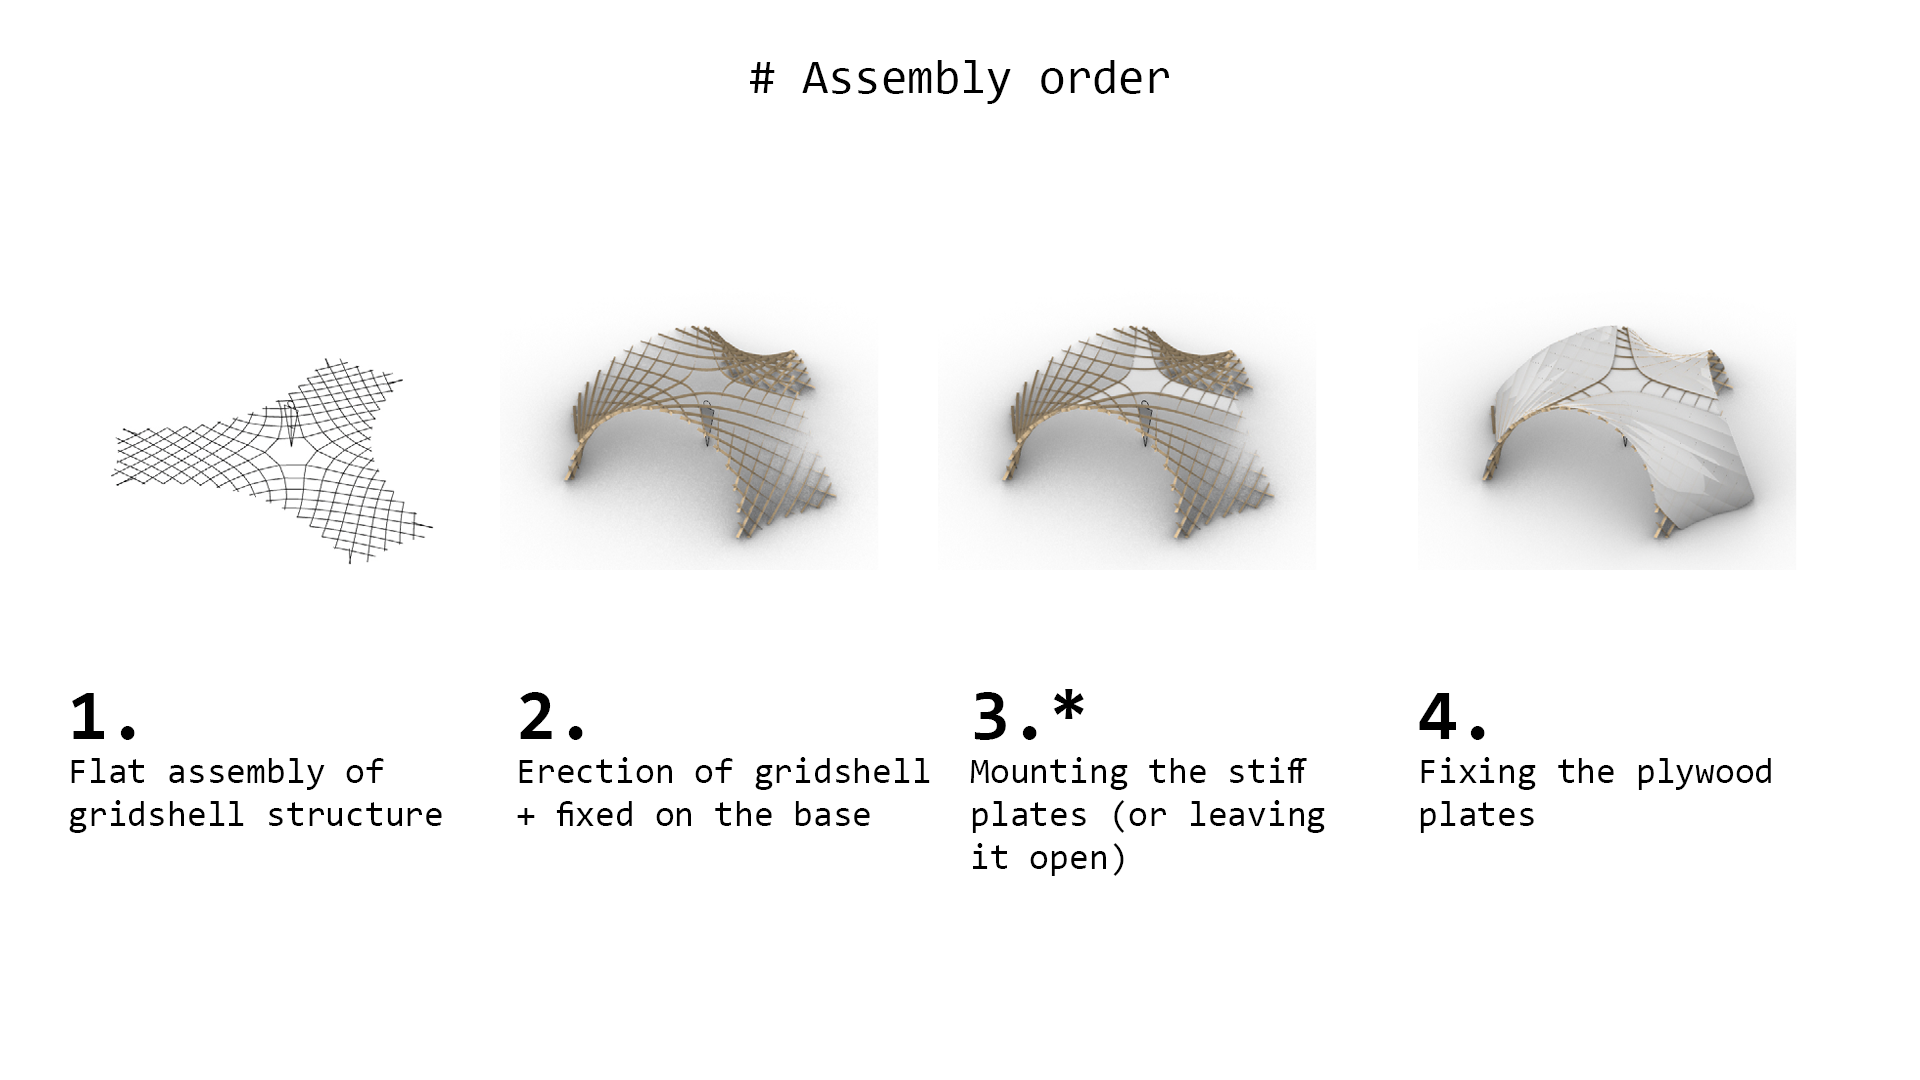 # Assembly order
1.
Flat assembly of
gridshell structure
2.
Erection of gridshell
+ fixed on the base
3.*
Mounting the stiff
plates (or leaving
it open)
4.
Fixing the plywood
plates